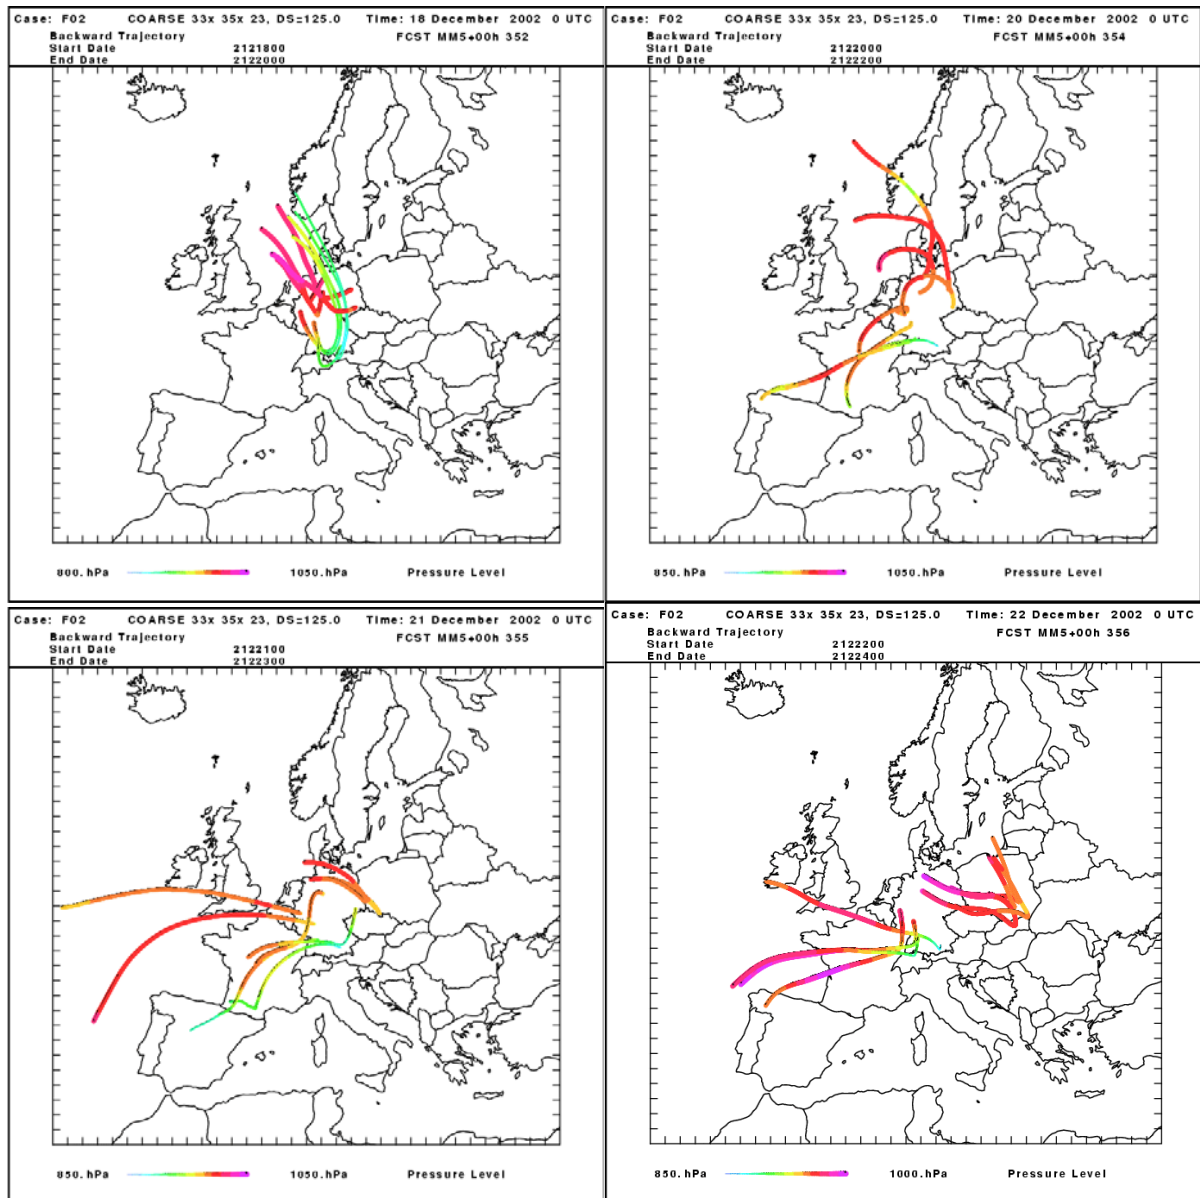 Case: F02 COARSE 33x 35x 23, DS=125.0 Time: 18 December 2002 0 UTC
Backward Trajectory FCST MM5+00h 352
Start Date 2121800
End Date 2122000
800.hPa 1050.hPa Pressure Level
Case: F02 COARSE 33x 35x 23, DS=125.0 Time: 20 December 2002 0 UTC
Backward Trajectory FCST MM5+00h 354
Start Date 2122000
End Date 2122200
850.hPa 1050.hPa Pressure Level
Case: F02 COARSE 33x 35x 23, DS=125.0 Time: 21 December 2002 0 UTC
Backward Trajectory FCST MM5+00h 355
Start Date 2122100
End Date 2122300
850.hPa 1050.hPa Pressure Level
Case: F02 COARSE 33x 35x 23, DS=125.0 Time: 22 December 2002 0 UTC
Backward Trajectory FCST MM5+00h 356
Start Date 2122200
End Date 2122400
850.hPa 1000.hPa Pressure Level